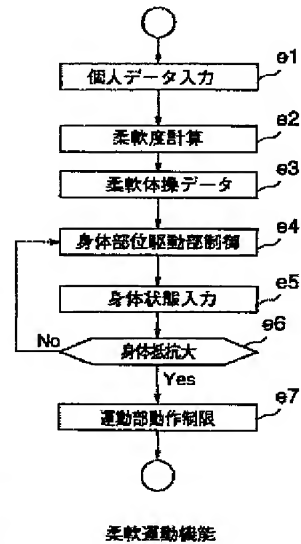 e1
個人データ入力
e2
柔軟度計算
e3
柔軟体操データ
e4
身体部位駆動部制御
e5
身体状態入力
e6
No
身体抵抗大
Yes
e7
運動部動作制限
柔軟運動機能